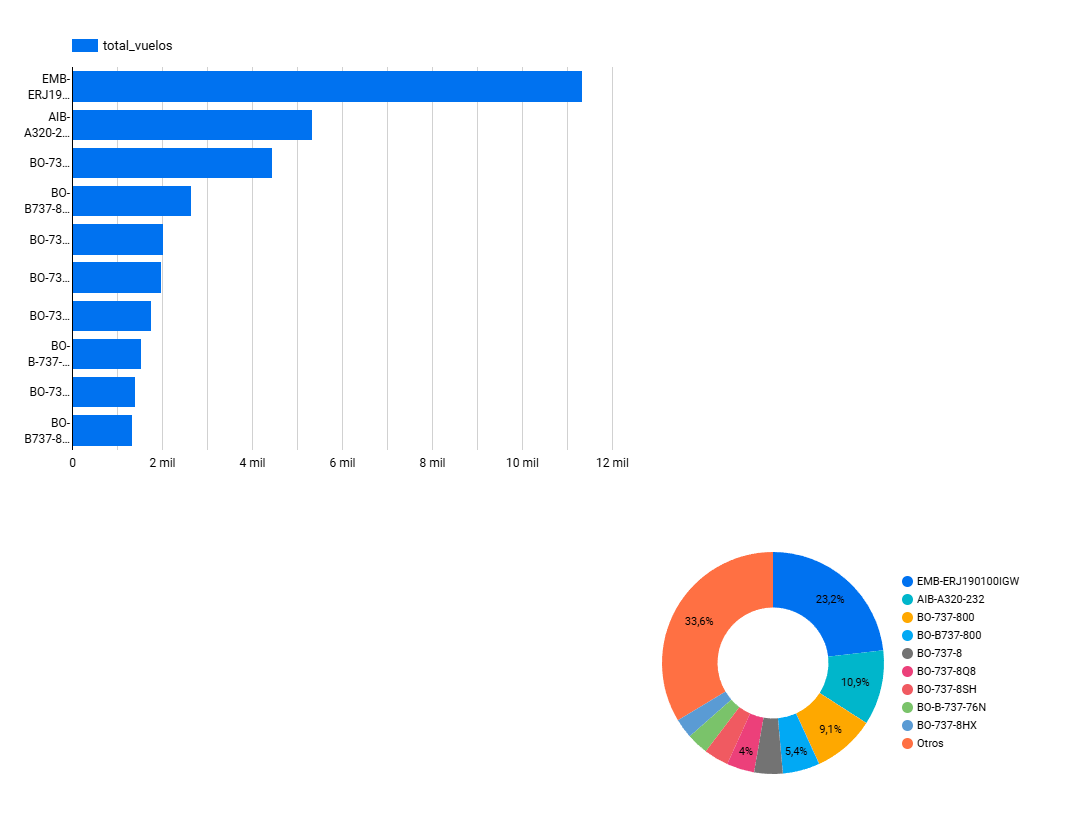 total_vuelos
EMB-
ERJ19…
AIB-
A320-2…
BO-73…
BO-
B737-8…
BO-73…
BO-73…
BO-73…
BO-
B-737-…
BO-73…
BO-
B737-8…
0 2 mil 4 mil 6 mil 8 mil 10 mil 12 mil
23,2%
10,9%
9,1%
5,4%
4%
33,6%
EMB-ERJ190100IGW
AIB-A320-232
BO-737-800
BO-B737-800
BO-737-8
BO-737-8Q8
BO-737-8SH
BO-B-737-76N
BO-737-8HX
Otros